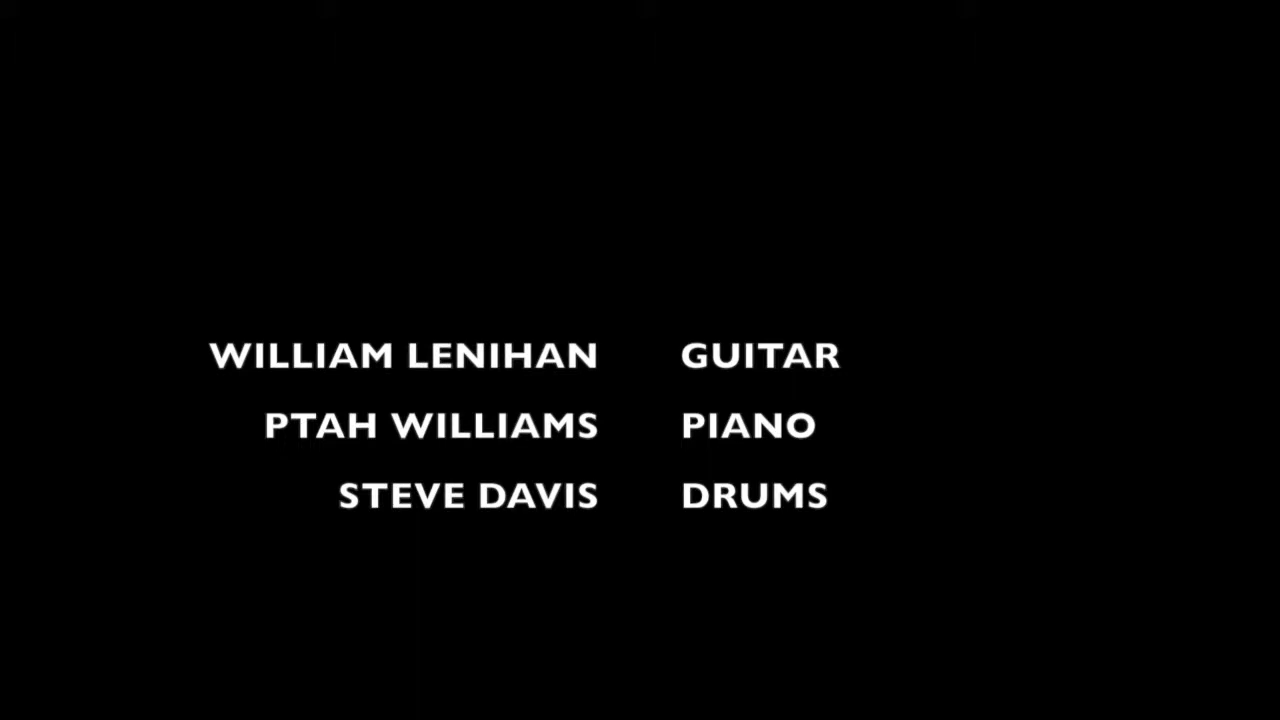 WILLIAM LENIHAN GUITAR
PTAH WILLIAMS PIANO
STEVE DAVIS DRUMS